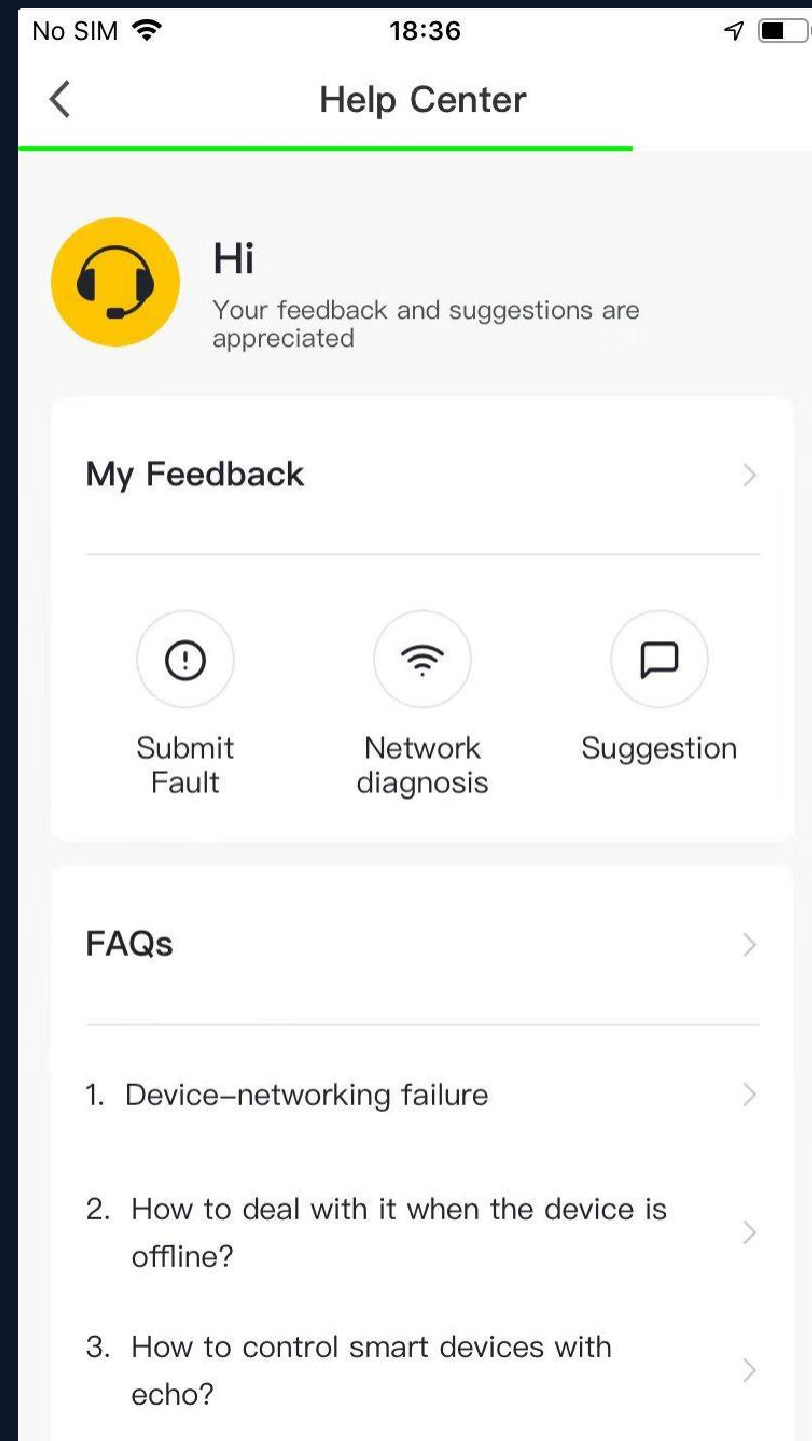 No SIM 18:36
Help Center
Hi
Your feedback and suggestions are
appreciated
My Feedback
Submit
Fault
Network
diagnosis
Suggestion
FAQs
1. Device–networking failure
2. How to deal with it when the device is
offline?
3. How to control smart devices with
echo?